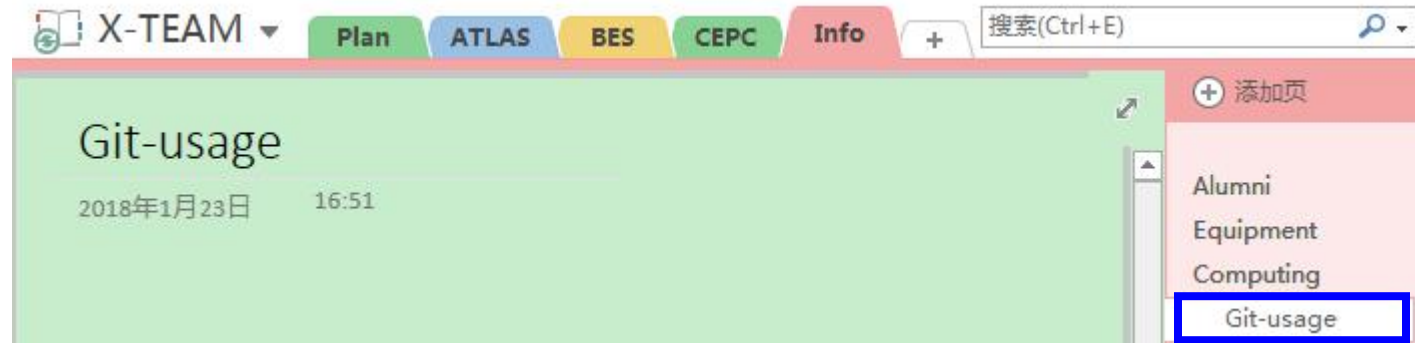 X-TEAM
Plan
ATLAS
BES
CEPC
Info
+
搜索(Ctrl+E)
添加页
Git-usage
2018年1月23日 16:51
Alumni
Equipment
Computing
Git-usage